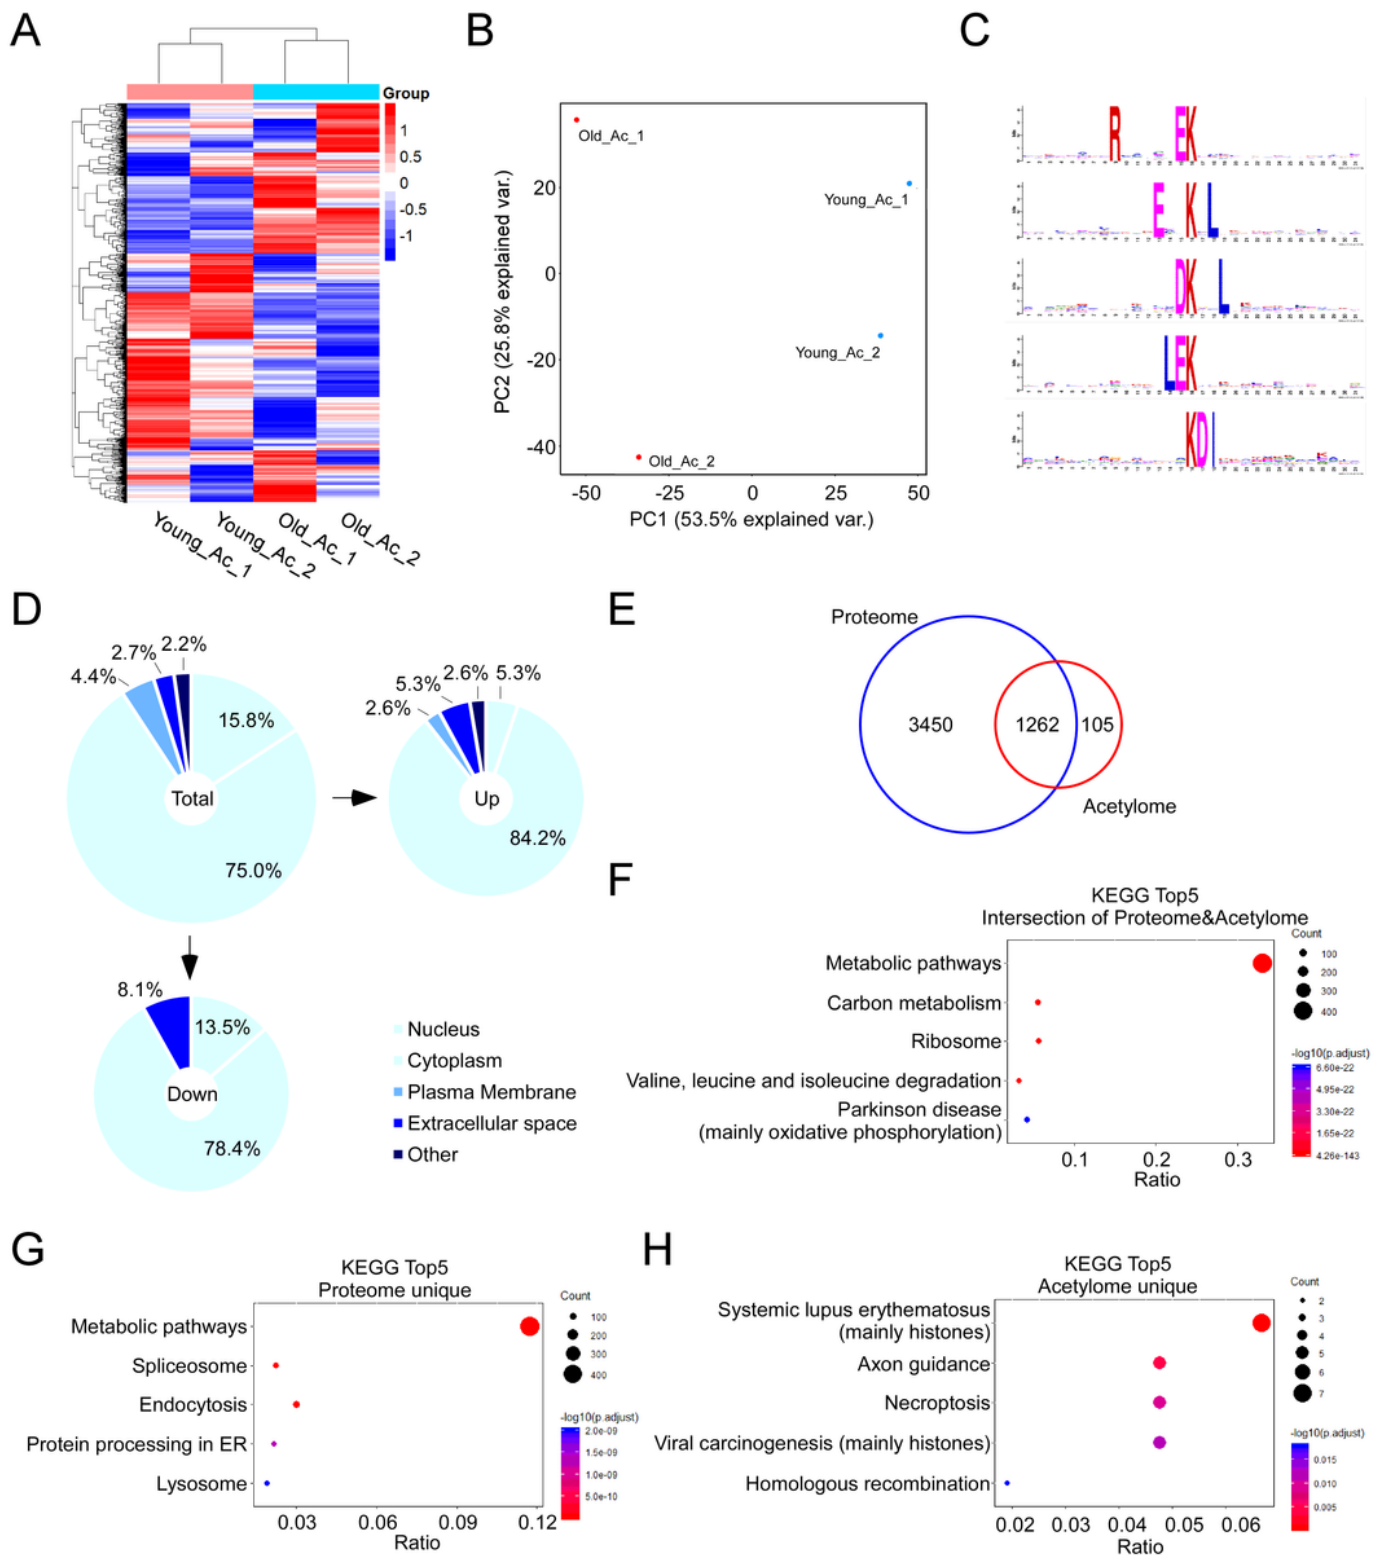 A
Group
1
0.5
0
-0.5
-1
Young_Ac_1
Young_Ac_2
Old_Ac_1
Old_Ac_2
B
PC2 (25.8% explained var.)
20
0
-20
-40
Old_Ac_1
Young_Ac_1
Young_Ac_2
Old_Ac_2
-50 -25 0 25 50
PC1 (53.5% explained var.)
C
R EK
E K L
DK L
LEK
KD
D
4.4% 2.7% 2.2%
15.8%
Total
75.0%
2.6% 5.3% 2.6% 5.3%
Up
84.2%
8.1%
13.5%
Down
78.4%
Nucleus
Cytoplasm
Plasma Membrane
Extracellular space
Other
E
Proteome
3450 1262 105
Acetylome
F
KEGG Top5
Intersection of Proteome&Acetylome
Metabolic pathways
Carbon metabolism
Ribosome
Valine, leucine and isoleucine degradation
Parkinson disease
(mainly oxidative phosphorylation)
0.1 0.2 0.3
Ratio
Count
100
200
300
400
-log10(p.adjust)
6.60e-22
4.95e-22
3.30e-22
1.65e-22
4.26e-143
G
KEGG Top5
Proteome unique
Metabolic pathways
Spliceosome
Endocytosis
Protein processing in ER
Lysosome
0.03 0.06 0.09 0.12
Ratio
Count
100
200
300
400
-log10(p.adjust)
2.0e-09
1.5e-09
1.0e-09
5.0e-10
H
KEGG Top5
Acetylome unique
Systemic lupus erythematosus
(mainly histones)
Axon guidance
Necroptosis
Viral carcinogenesis (mainly histones)
Homologous recombination
0.02 0.03 0.04 0.05 0.06
Ratio
Count
2
3
4
5
6
7
-log10(p.adjust)
0.015
0.010
0.005